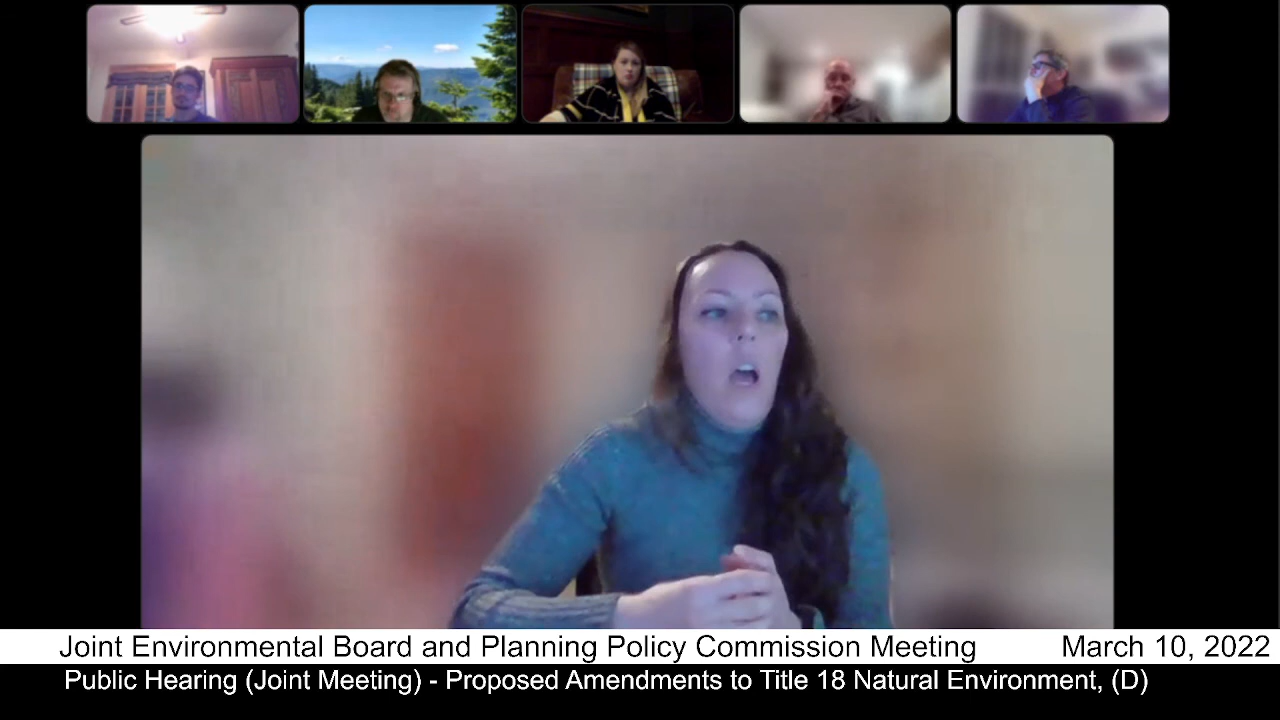 Joint Environmental Board and Planning Policy Commission Meeting March 10, 2022
Public Hearing (Joint Meeting) - Proposed Amendments to Title 18 Natural Environment, (D)